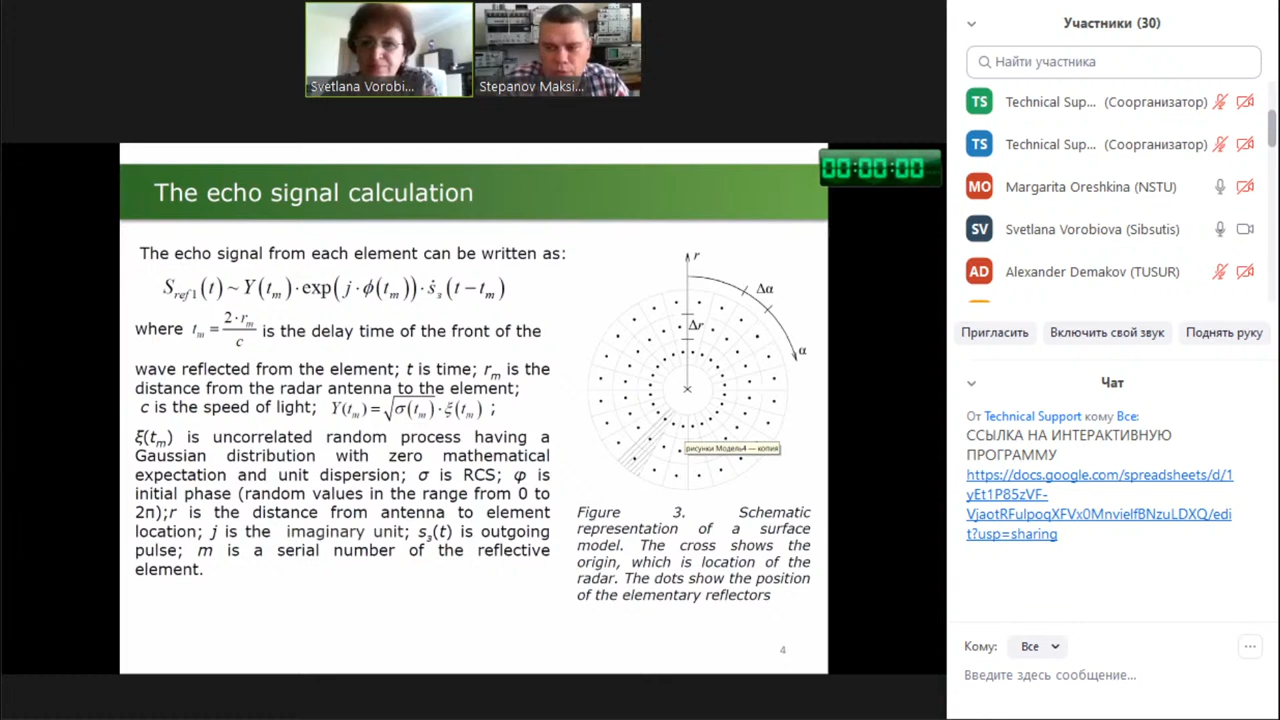 Svetlana Vorobi...
Stepanov Maksi...
00:00:00
The echo signal calculation
The echo signal from each element can be written as:
S_ref1(t) ~ Y(t_m)·exp(j·ϕ(t_m))·ṡ_з(t−t_m)
where t_m = 2·r_m / c is the delay time of the front of the
wave reflected from the element; t is time; r_m is the
distance from the radar antenna to the element;
c is the speed of light; Y(t_m) = √σ(t_m)·ξ(t_m) ;
ξ(t_m) is uncorrelated random process having a
Gaussian distribution with zero mathematical
expectation and unit dispersion; σ is RCS; φ is
initial phase (random values in the range from 0 to
2π);r is the distance from antenna to element
location; j is the imaginary unit; s_з(t) is outgoing
pulse; m is a serial number of the reflective
element.
r
Δα
Δr
α
рисунки Модель4 — копия
Figure 3. Schematic
representation of a surface
model. The cross shows the
origin, which is location of the
radar. The dots show the position
of the elementary reflectors
4
Участники (30)
Найти участника
TS Technical Sup... (Соорганизатор)
TS Technical Sup... (Соорганизатор)
MO Margarita Oreshkina (NSTU)
SV Svetlana Vorobiova (Sibsutis)
AD Alexander Demakov (TUSUR)
Пригласить Включить свой звук Поднять руку
Чат
От Technical Support кому Все:
ССЫЛКА НА ИНТЕРАКТИВНУЮ
ПРОГРАММУ
https://docs.google.com/spreadsheets/d/1
yEt1P85zVF-
VjaotRFulpoqXFVx0MnvielfBNzuLDXQ/edi
t?usp=sharing
Кому: Все
Введите здесь сообщение...